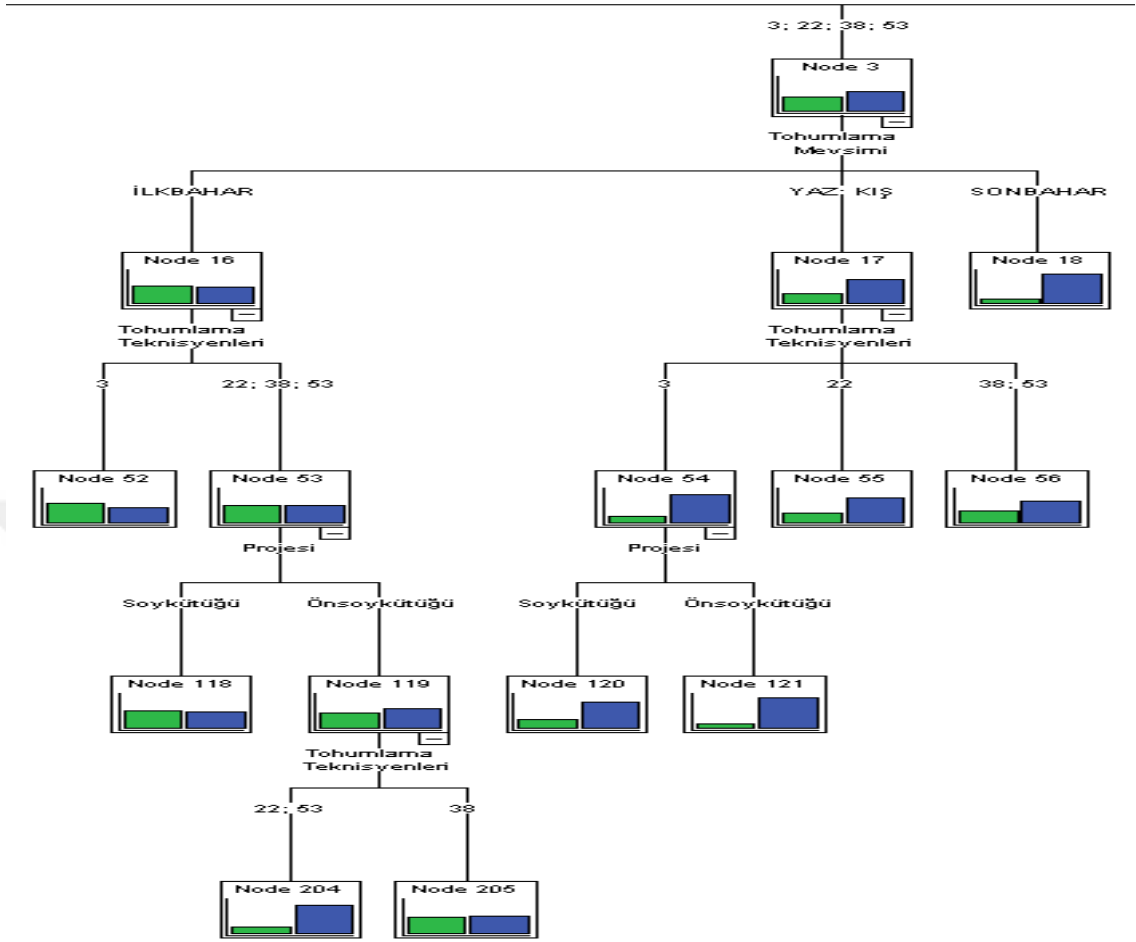 3; 22; 38; 53
Node 3
Tohumlama
Mevsimi
İLKBAHAR
YAZ; KIŞ
SONBAHAR
Node 16
Node 17
Node 18
Tohumlama
Teknisyenleri
Tohumlama
Teknisyenleri
3
22; 38; 53
3
22
38; 53
Node 52
Node 53
Node 54
Node 55
Node 56
Projesi
Projesi
Soykütüğü
Önsoykütüğü
Soykütüğü
Önsoykütüğü
Node 118
Node 119
Node 120
Node 121
Tohumlama
Teknisyenleri
22; 53
38
Node 204
Node 205